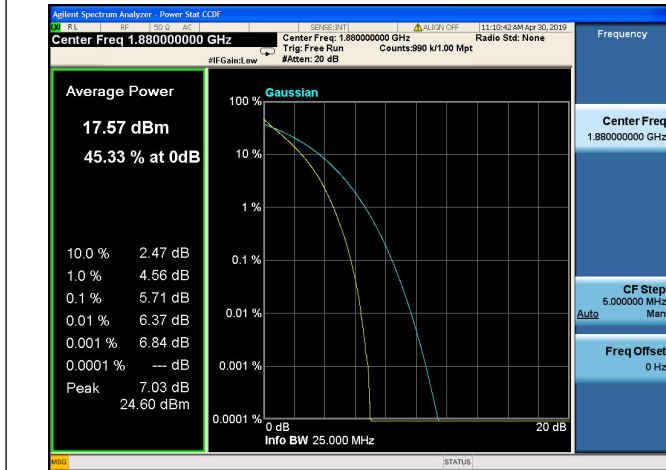 Agilent Spectrum Analyzer - Power Stat CCDF
RL RF 50 Ω AC SENSE:INT ALIGN OFF 11:10:42 AM Apr 30, 2019
Center Freq 1.880000000 GHz
Center Freq: 1.880000000 GHz Radio Std: None
Trig: Free Run Counts:990 k/1.00 Mpt
#IFGain:Low #Atten: 20 dB
Frequency
Average Power
17.57 dBm
45.33 % at 0dB
10.0 % 2.47 dB
1.0 % 4.56 dB
0.1 % 5.71 dB
0.01 % 6.37 dB
0.001 % 6.84 dB
0.0001 % --- dB
Peak 7.03 dB
24.60 dBm
Gaussian
100 %
10 %
1 %
0.1 %
0.01 %
0.001 %
0.0001 %
0 dB 20 dB
Info BW 25.000 MHz
Center Freq
1.880000000 GHz
CF Step
5.000000 MHz
Auto Man
Freq Offset
0 Hz
MSG STATUS